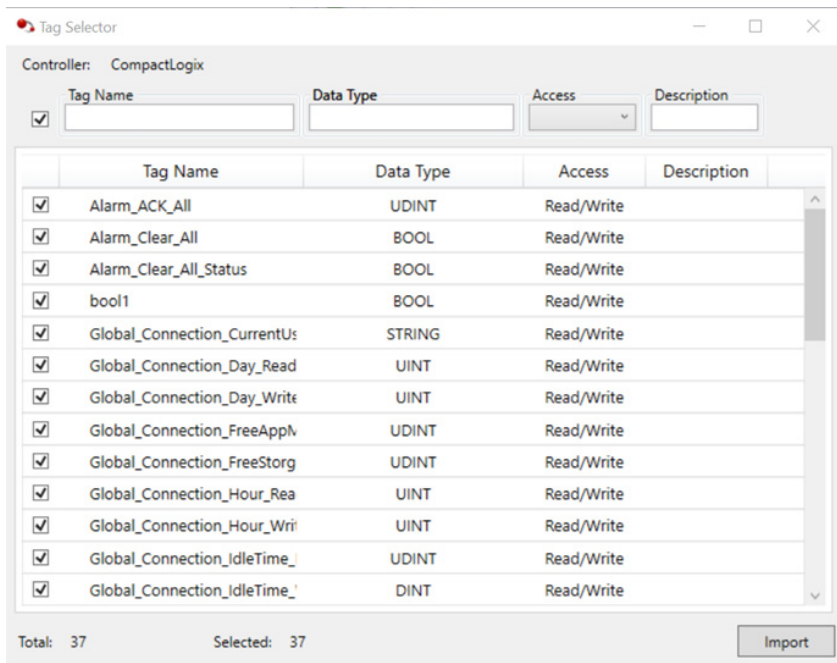 Tag Selector
Controller: CompactLogix
Tag Name Data Type Access Description
Tag Name Data Type Access Description
Alarm_ACK_All UDINT Read/Write
Alarm_Clear_All BOOL Read/Write
Alarm_Clear_All_Status BOOL Read/Write
bool1 BOOL Read/Write
Global_Connection_CurrentUs STRING Read/Write
Global_Connection_Day_Read UINT Read/Write
Global_Connection_Day_Write UINT Read/Write
Global_Connection_FreeAppM UDINT Read/Write
Global_Connection_FreeStorg UDINT Read/Write
Global_Connection_Hour_Rea UINT Read/Write
Global_Connection_Hour_Writ UINT Read/Write
Global_Connection_IdleTime_ UDINT Read/Write
Global_Connection_IdleTime_ DINT Read/Write
Total: 37 Selected: 37 Import